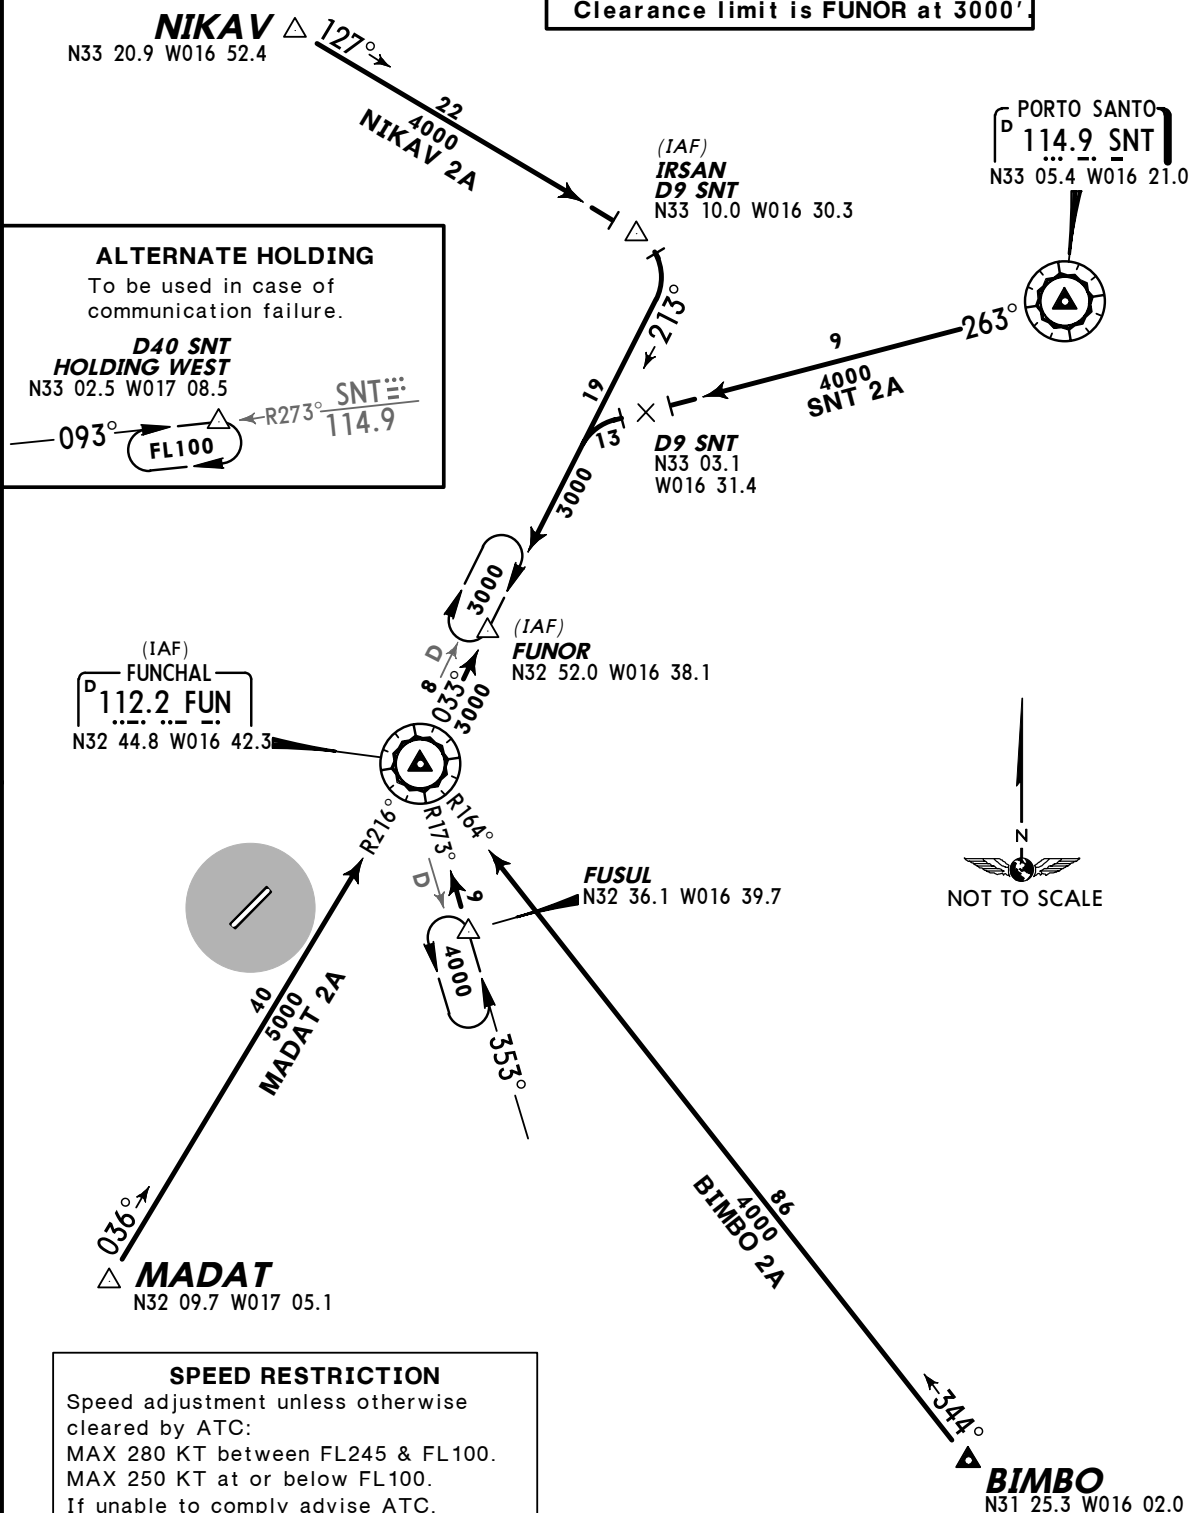 Clearance limit is FUNOR at 3000'.
NIKAV
N33 20.9 W016 52.4
127°
22
4000
NIKAV 2A
PORTO SANTO
D 114.9 SNT
N33 05.4 W016 21.0
(IAF)
IRSAN
D9 SNT
N33 10.0 W016 30.3
ALTERNATE HOLDING
To be used in case of
communication failure.
D40 SNT
HOLDING WEST
N33 02.5 W017 08.5
093°
FL100
R273°
SNT
114.9
213°
19
263°
9
4000
SNT 2A
13
D9 SNT
N33 03.1
W016 31.4
3000
3000
(IAF)
FUNOR
N32 52.0 W016 38.1
D
8
033°
3000
(IAF)
FUNCHAL
D 112.2 FUN
N32 44.8 W016 42.3
R216°
R173°
R164°
D
9
FUSUL
N32 36.1 W016 39.7
4000
353°
N
NOT TO SCALE
40
5000
MADAT 2A
036°
MADAT
N32 09.7 W017 05.1
86
4000
BIMBO 2A
344°
BIMBO
N31 25.3 W016 02.0
SPEED RESTRICTION
Speed adjustment unless otherwise
cleared by ATC:
MAX 280 KT between FL245 & FL100.
MAX 250 KT at or below FL100.
If unable to comply advise ATC.